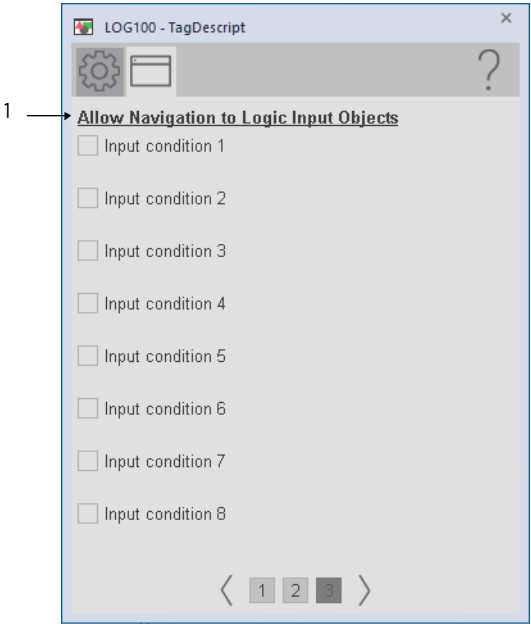 LOG100 - TagDescript
1
Allow Navigation to Logic Input Objects
Input condition 1
Input condition 2
Input condition 3
Input condition 4
Input condition 5
Input condition 6
Input condition 7
Input condition 8
1 2 3